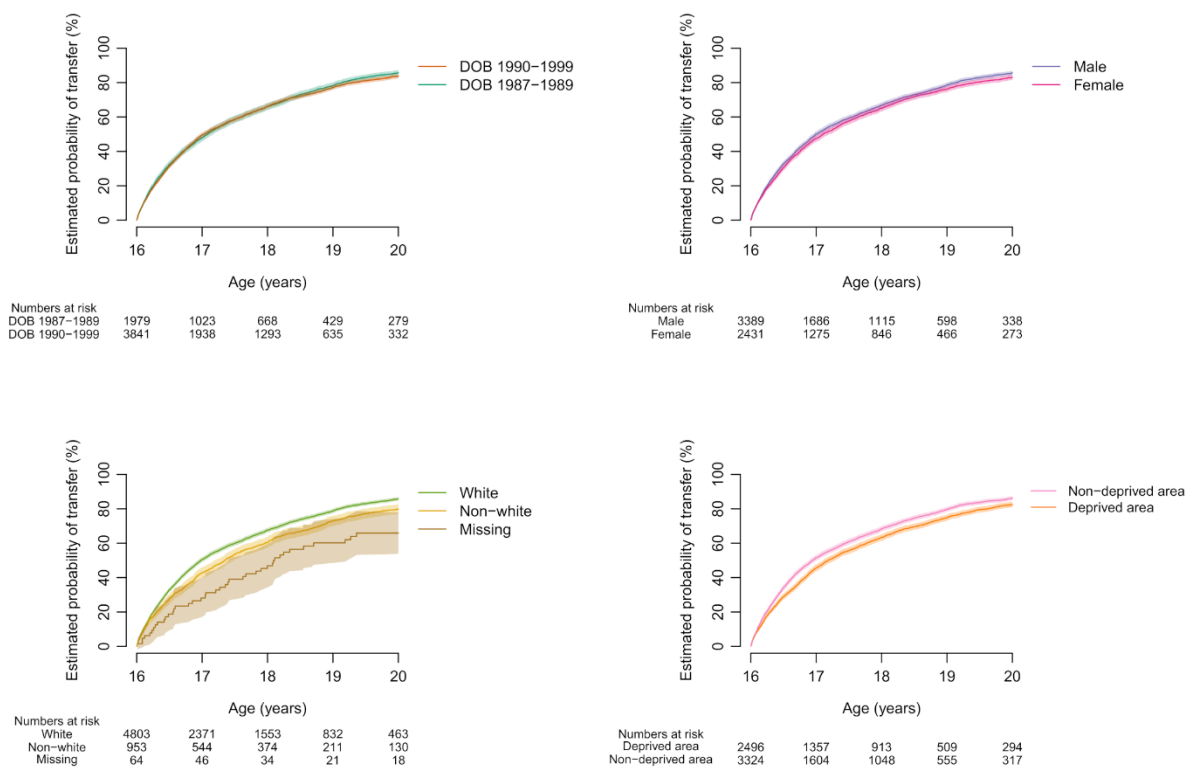 Estimated probability of transfer (%)
100
80
60
40
20
0
16 17 18 19 20
Age (years)
DOB 1990−1999
DOB 1987−1989
Numbers at risk
DOB 1987−1989 1979 1023 668 429 279
DOB 1990−1999 3841 1938 1293 635 332
Estimated probability of transfer (%)
100
80
60
40
20
0
16 17 18 19 20
Age (years)
Male
Female
Numbers at risk
Male 3389 1686 1115 598 338
Female 2431 1275 846 466 273
Estimated probability of transfer (%)
100
80
60
40
20
0
16 17 18 19 20
Age (years)
White
Non−white
Missing
Numbers at risk
White 4803 2371 1553 832 463
Non−white 953 544 374 211 130
Missing 64 46 34 21 18
Estimated probability of transfer (%)
100
80
60
40
20
0
16 17 18 19 20
Age (years)
Non−deprived area
Deprived area
Numbers at risk
Deprived area 2496 1357 913 509 294
Non−deprived area 3324 1604 1048 555 317